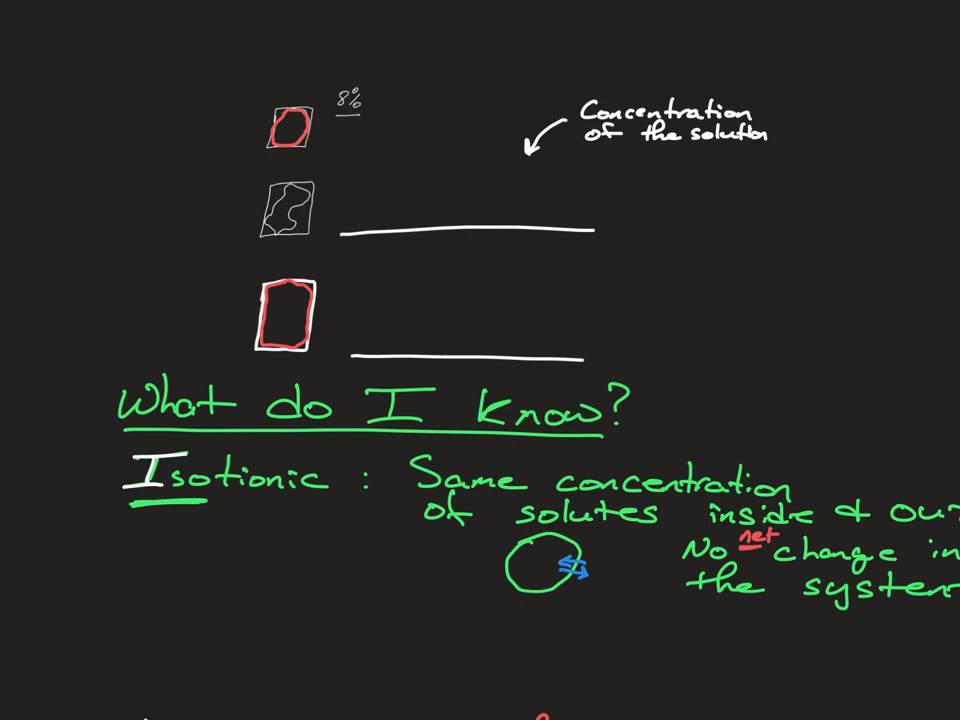 8%
Concentration
of the solution
What do I know?
Isotionic : Same concentration
of solutes inside & out
No net change in
the system